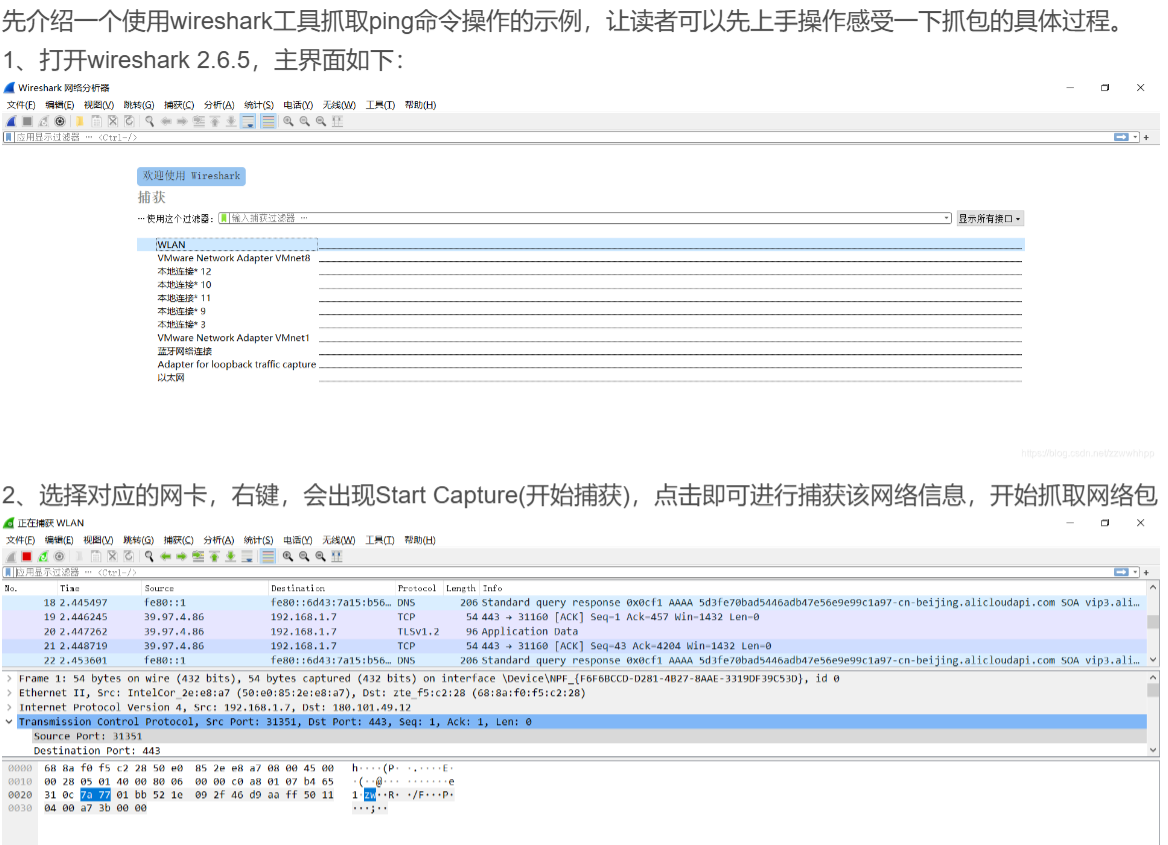 先介绍一个使用wireshark工具抓取ping命令操作的示例，让读者可以先上手操作感受一下抓包的具体过程。
1、打开wireshark 2.6.5，主界面如下：
Wireshark 网络分析器
文件(F) 编辑(E) 视图(V) 跳转(G) 捕获(C) 分析(A) 统计(S) 电话(Y) 无线(W) 工具(T) 帮助(H)
应用显示过滤器 … <Ctrl-/>
欢迎使用 Wireshark
捕获
…使用这个过滤器： 输入捕获过滤器 … 显示所有接口
WLAN
VMware Network Adapter VMnet8
本地连接* 12
本地连接* 10
本地连接* 11
本地连接* 9
本地连接* 3
VMware Network Adapter VMnet1
蓝牙网络连接
Adapter for loopback traffic capture
以太网
2、选择对应的网卡，右键，会出现Start Capture(开始捕获)，点击即可进行捕获该网络信息，开始抓取网络包
正在捕获 WLAN
文件(F) 编辑(E) 视图(V) 跳转(G) 捕获(C) 分析(A) 统计(S) 电话(Y) 无线(W) 工具(T) 帮助(H)
应用显示过滤器 … <Ctrl-/>
No. Time Source Destination Protocol Length Info
18 2.445497 fe80::1 fe80::6d43:7a15:b56… DNS 206 Standard query response 0x0cf1 AAAA 5d3fe70bad5446adb47e56e9e99c1a97-cn-beijing.alicloudapi.com SOA vip3.ali…
19 2.446245 39.97.4.86 192.168.1.7 TCP 54 443 → 31160 [ACK] Seq=1 Ack=457 Win=1432 Len=0
20 2.447262 39.97.4.86 192.168.1.7 TLSv1.2 96 Application Data
21 2.448719 39.97.4.86 192.168.1.7 TCP 54 443 → 31160 [ACK] Seq=43 Ack=4204 Win=1432 Len=0
22 2.453601 fe80::1 fe80::6d43:7a15:b56… DNS 206 Standard query response 0x0cf1 AAAA 5d3fe70bad5446adb47e56e9e99c1a97-cn-beijing.alicloudapi.com SOA vip3.ali…
Frame 1: 54 bytes on wire (432 bits), 54 bytes captured (432 bits) on interface \Device\NPF_{F6F6BCCD-D281-4B27-8AAE-3319DF39C53D}, id 0
Ethernet II, Src: IntelCor_2e:e8:a7 (50:e0:85:2e:e8:a7), Dst: zte_f5:c2:28 (68:8a:f0:f5:c2:28)
Internet Protocol Version 4, Src: 192.168.1.7, Dst: 180.101.49.12
Transmission Control Protocol, Src Port: 31351, Dst Port: 443, Seq: 1, Ack: 1, Len: 0
Source Port: 31351
Destination Port: 443
0000 68 8a f0 f5 c2 28 50 e0 85 2e e8 a7 08 00 45 00 h····(P· ·.····E·
0010 00 28 05 01 40 00 80 06 00 00 c0 a8 01 07 b4 65 ·(··@··· ·······e
0020 31 0c 7a 77 01 bb 52 1e 09 2f 46 d9 aa ff 50 11 1·zw··R· ·/F···P·
0030 04 00 a7 3b 00 00 ···;··